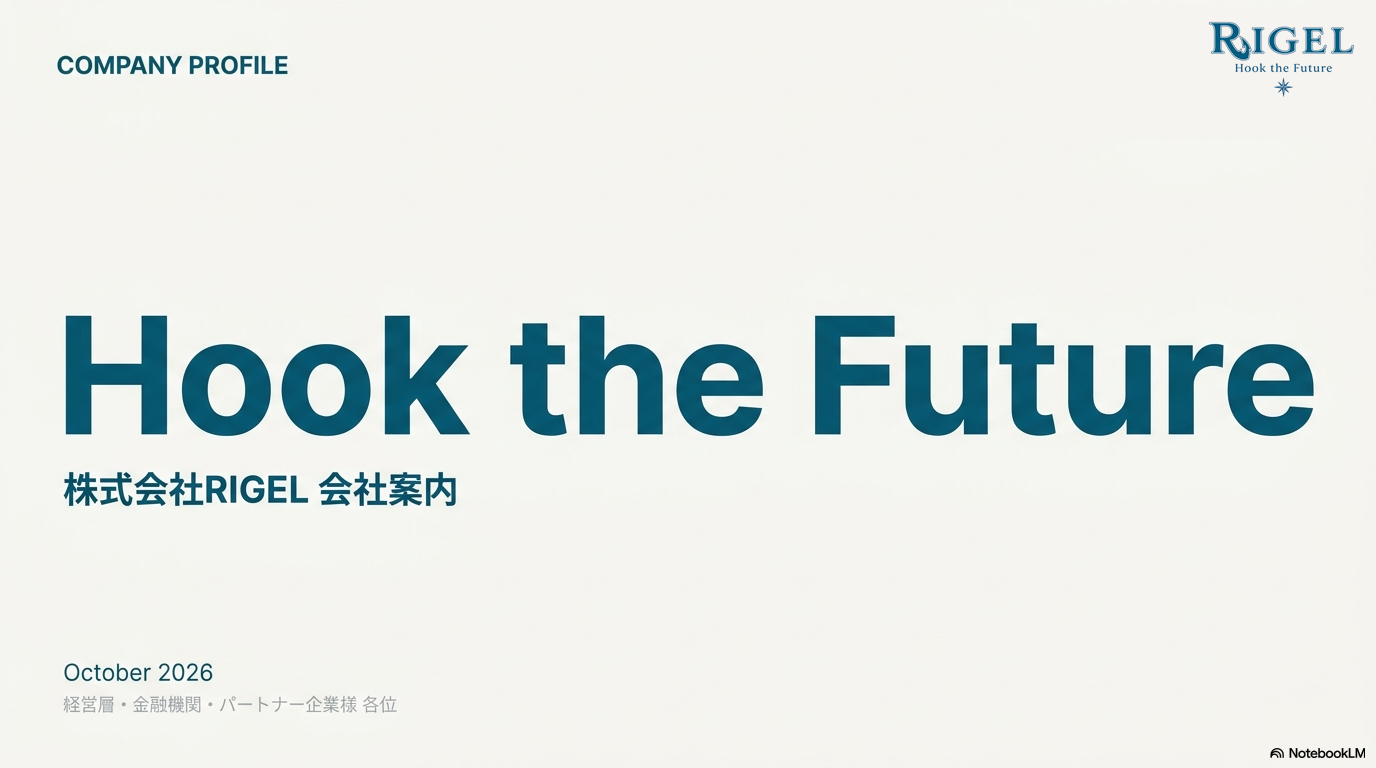 COMPANY PROFILE
RIGEL
Hook the Future
Hook the Future
株式会社RIGEL 会社案内
October 2026
経営層・金融機関・パートナー企業様 各位
NotebookLM